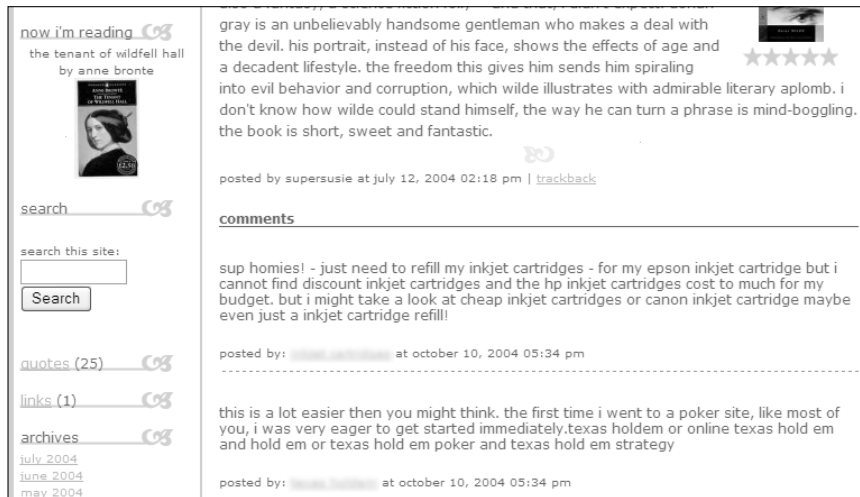 now i'm reading
the tenant of wildfell hall
by anne bronte
ANNE BRONTË
THE TENANT
OF WILDFELL HALL
£2.50
search
search this site:
Search
quotes (25)
links (1)
archives
july 2004
june 2004
may 2004
gray is an unbelievably handsome gentleman who makes a deal with
the devil. his portrait, instead of his face, shows the effects of age and
a decadent lifestyle. the freedom this gives him sends him spiraling
into evil behavior and corruption, which wilde illustrates with admirable literary aplomb. i
don't know how wilde could stand himself, the way he can turn a phrase is mind-boggling.
the book is short, sweet and fantastic.
posted by supersusie at july 12, 2004 02:18 pm | trackback
comments
sup homies! - just need to refill my inkjet cartridges - for my epson inkjet cartridge but i
cannot find discount inkjet cartridges and the hp inkjet cartridges cost to much for my
budget. but i might take a look at cheap inkjet cartridges or canon inkjet cartridge maybe
even just a inkjet cartridge refill!
posted by: at october 10, 2004 05:34 pm
this is a lot easier then you might think. the first time i went to a poker site, like most of
you, i was very eager to get started immediately.texas holdem or online texas hold em
and hold em or texas hold em poker and texas hold em strategy
posted by: at october 10, 2004 05:34 pm